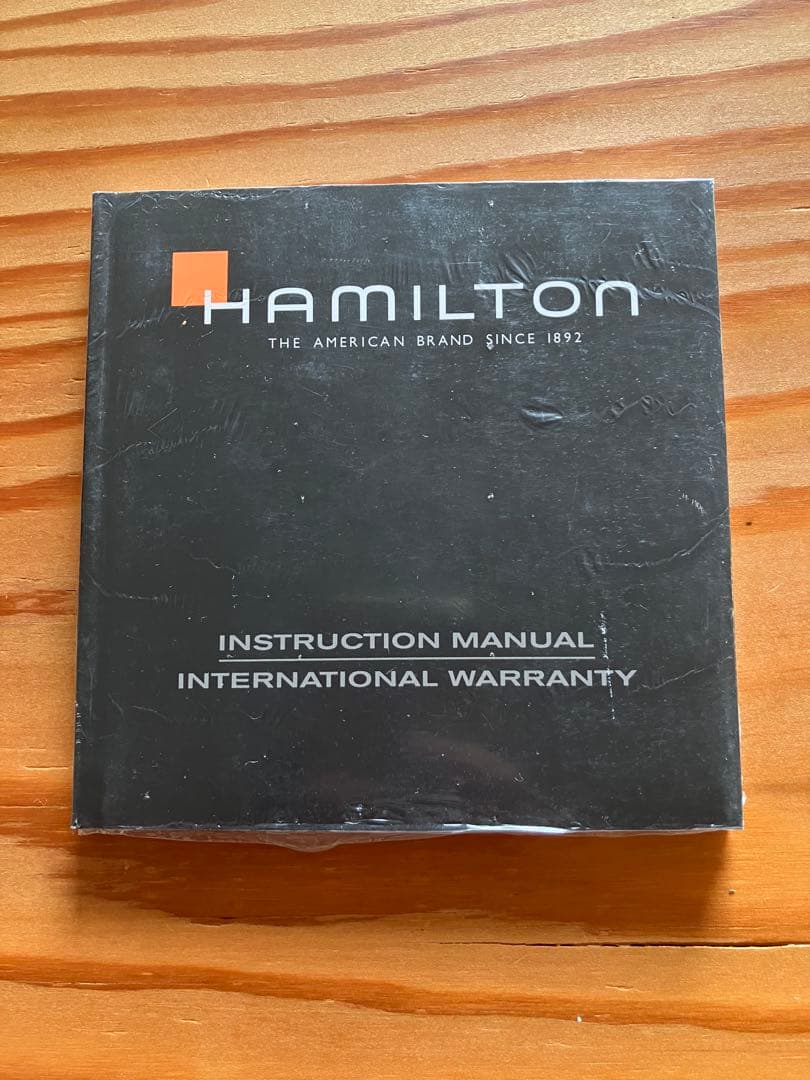 HAMILTON
THE AMERICAN BRAND SINCE 1892
INSTRUCTION MANUAL
INTERNATIONAL WARRANTY